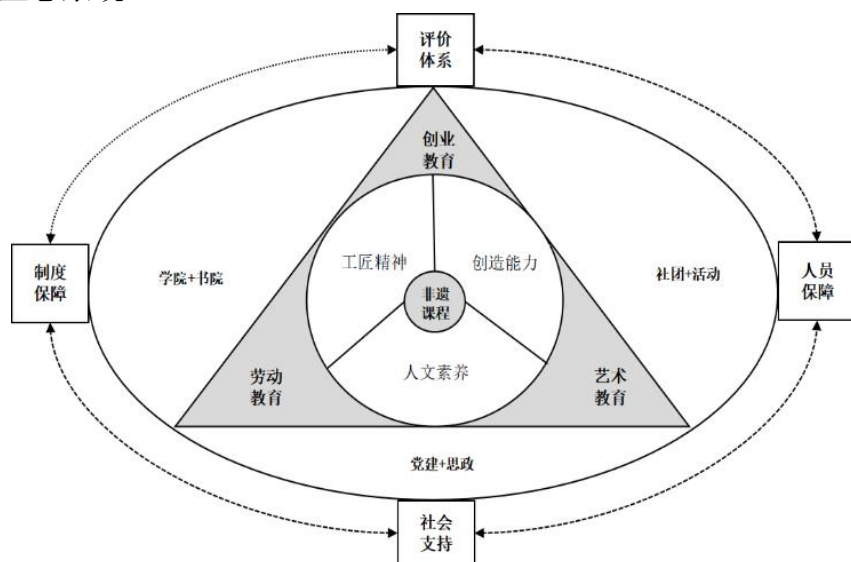 评价
体系
创业
教育
工匠精神
创造能力
制度
保障
学院+书院
非遗
课程
社团+活动
人员
保障
劳动
教育
人文素养
艺术
教育
党建+思政
社会
支持